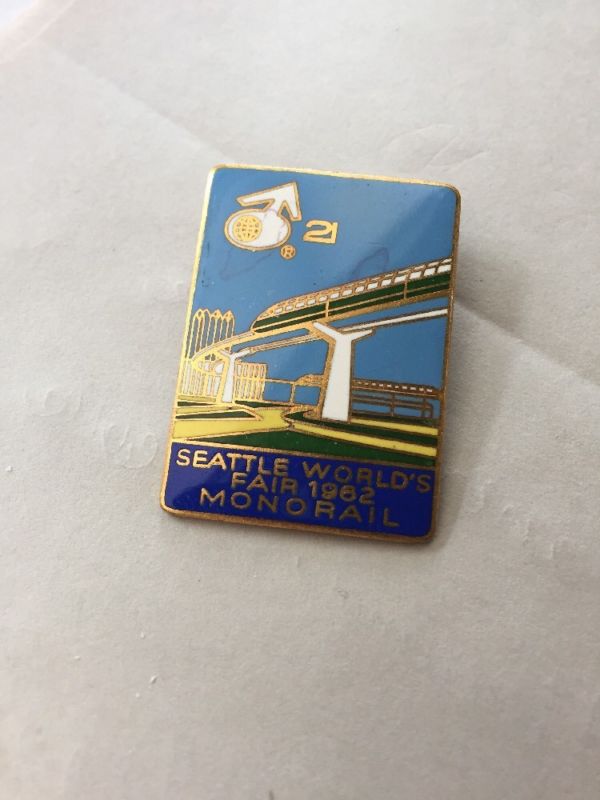 ® 21
SEATTLE WORLD'S
FAIR 1962
MONORAIL